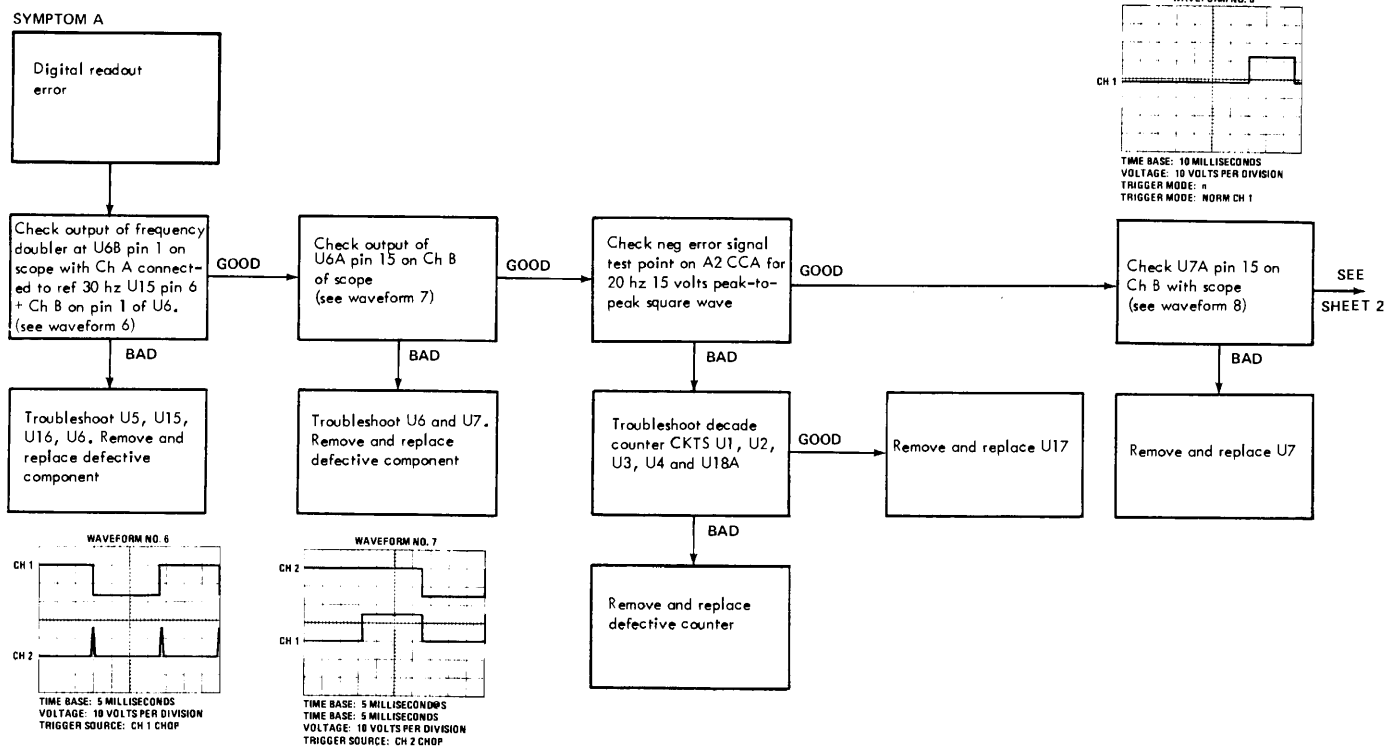 SYMPTOM A
Digital readout
error
Check output of frequency
doubler at U6B pin 1 on
scope with Ch A connect-
ed to ref 30 hz U15 pin 6
+ Ch B on pin 1 of U6.
(see waveform 6)
GOOD
BAD
Troubleshoot U5, U15,
U16, U6. Remove and
replace defective
component
Check output of
U6A pin 15 on Ch B
of scope
(see waveform 7)
GOOD
BAD
Troubleshoot U6 and U7.
Remove and replace
defective component
Check neg error signal
test point on A2 CCA for
20 hz 15 volts peak-to-
peak square wave
GOOD
BAD
Troubleshoot decade
counter CKTS U1, U2,
U3, U4 and U18A
GOOD
Remove and replace U17
BAD
Remove and replace
defective counter
CH 1
TIME BASE: 10 MILLISECONDS
VOLTAGE: 10 VOLTS PER DIVISION
TRIGGER MODE: n
TRIGGER MODE: NORM CH 1
Check U7A pin 15 on
Ch B with scope
(see waveform 8)
SEE
SHEET 2
BAD
Remove and replace U7
WAVEFORM NO. 6
CH 1
CH 2
TIME BASE: 5 MILLISECONDS
VOLTAGE: 10 VOLTS PER DIVISION
TRIGGER SOURCE: CH 1 CHOP
WAVEFORM NO. 7
CH 2
CH 1
TIME BASE: 5 MILLISECOND@S
TIME BASE: 5 MILLISECONDS
VOLTAGE: 10 VOLTS PER DIVISION
TRIGGER SOURCE: CH 2 CHOP